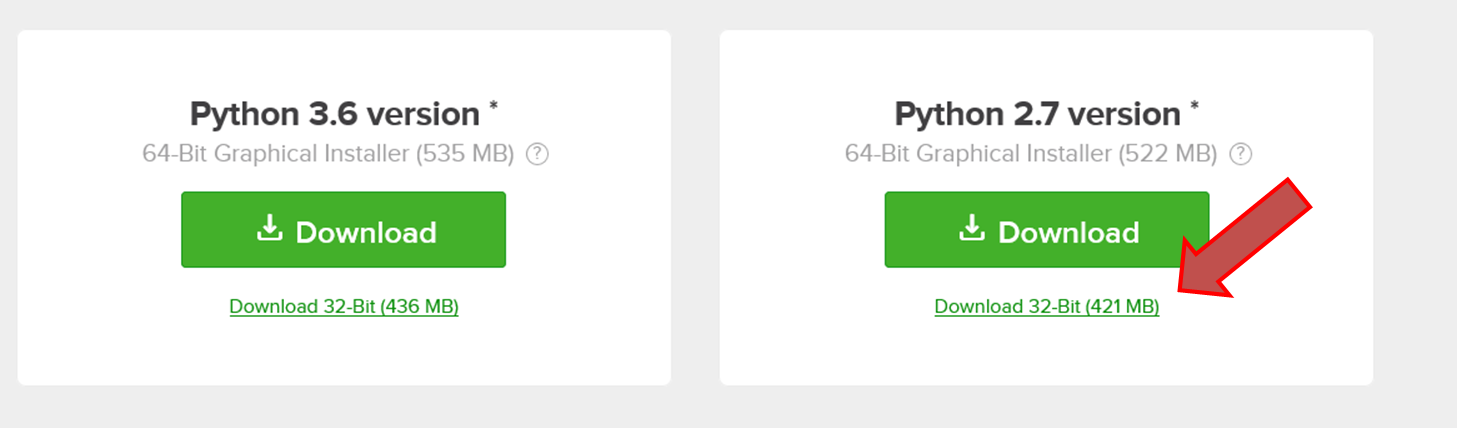 Python 3.6 version *
64-Bit Graphical Installer (535 MB) ?
Download
Download 32-Bit (436 MB)
Python 2.7 version *
64-Bit Graphical Installer (522 MB) ?
Download
Download 32-Bit (421 MB)